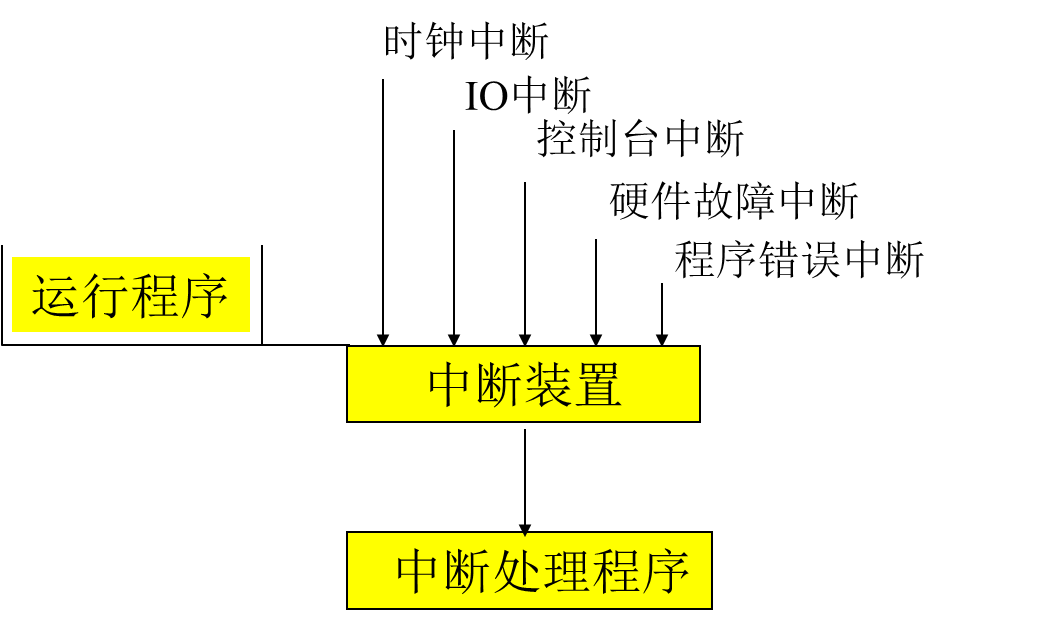 时钟中断
IO中断
控制台中断
硬件故障中断
程序错误中断
运行程序
中断装置
中断处理程序